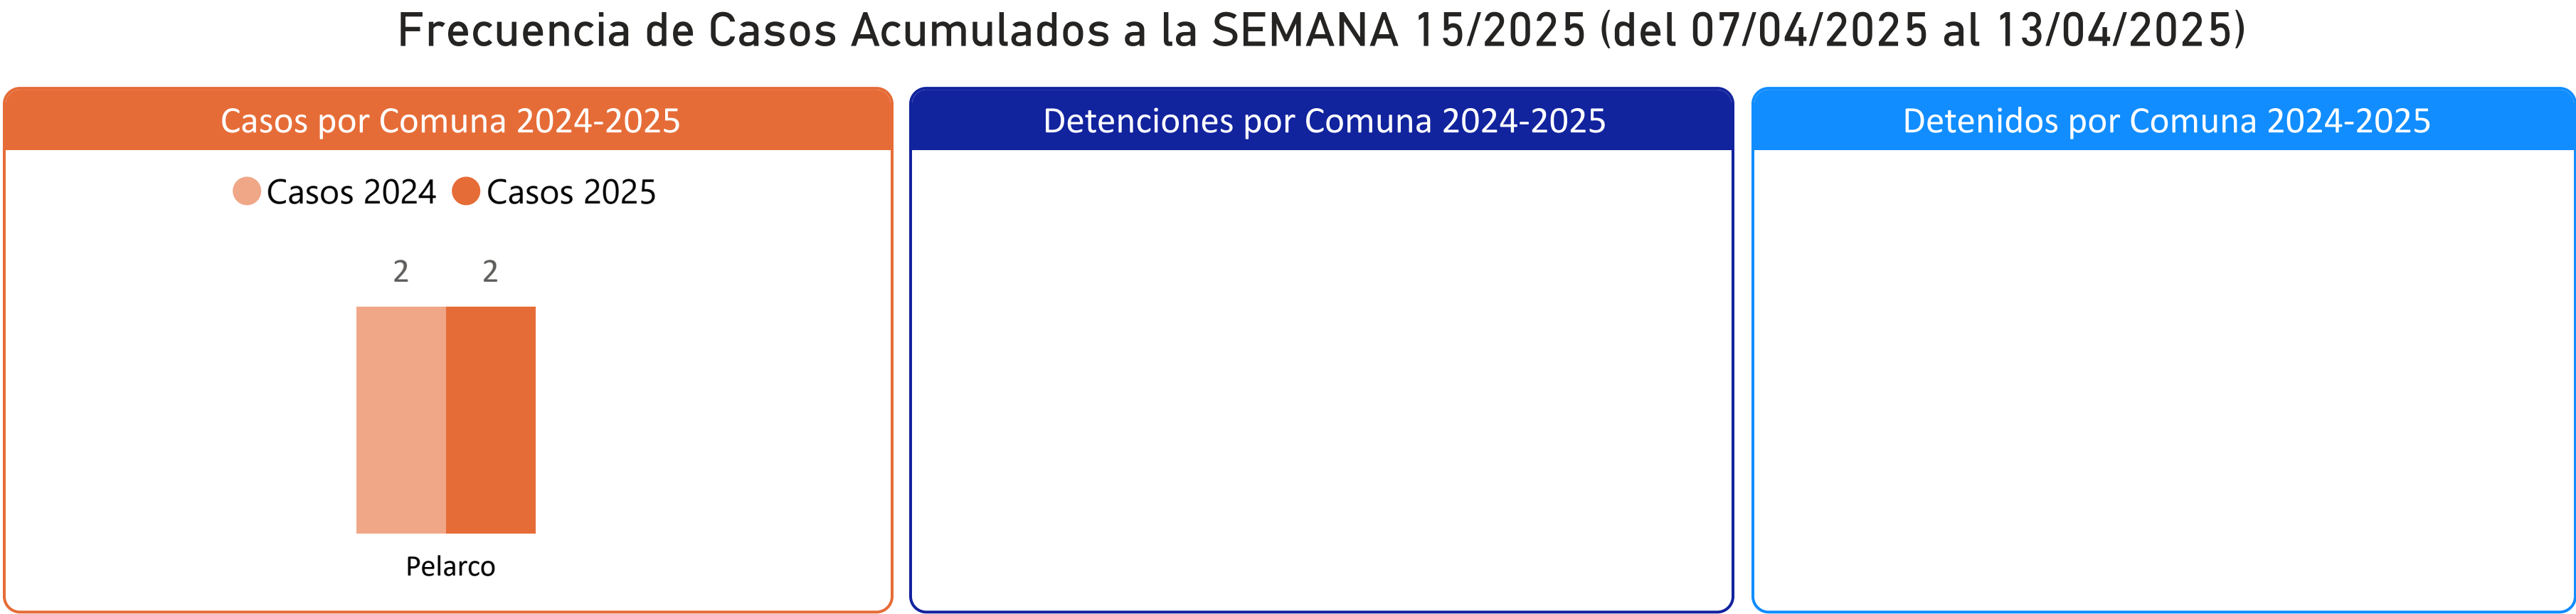 Frecuencia de Casos Acumulados a la SEMANA 15/2025 (del 07/04/2025 al 13/04/2025)
Casos por Comuna 2024-2025
Casos 2024 Casos 2025
2 2
Pelarco
Detenciones por Comuna 2024-2025
Detenidos por Comuna 2024-2025